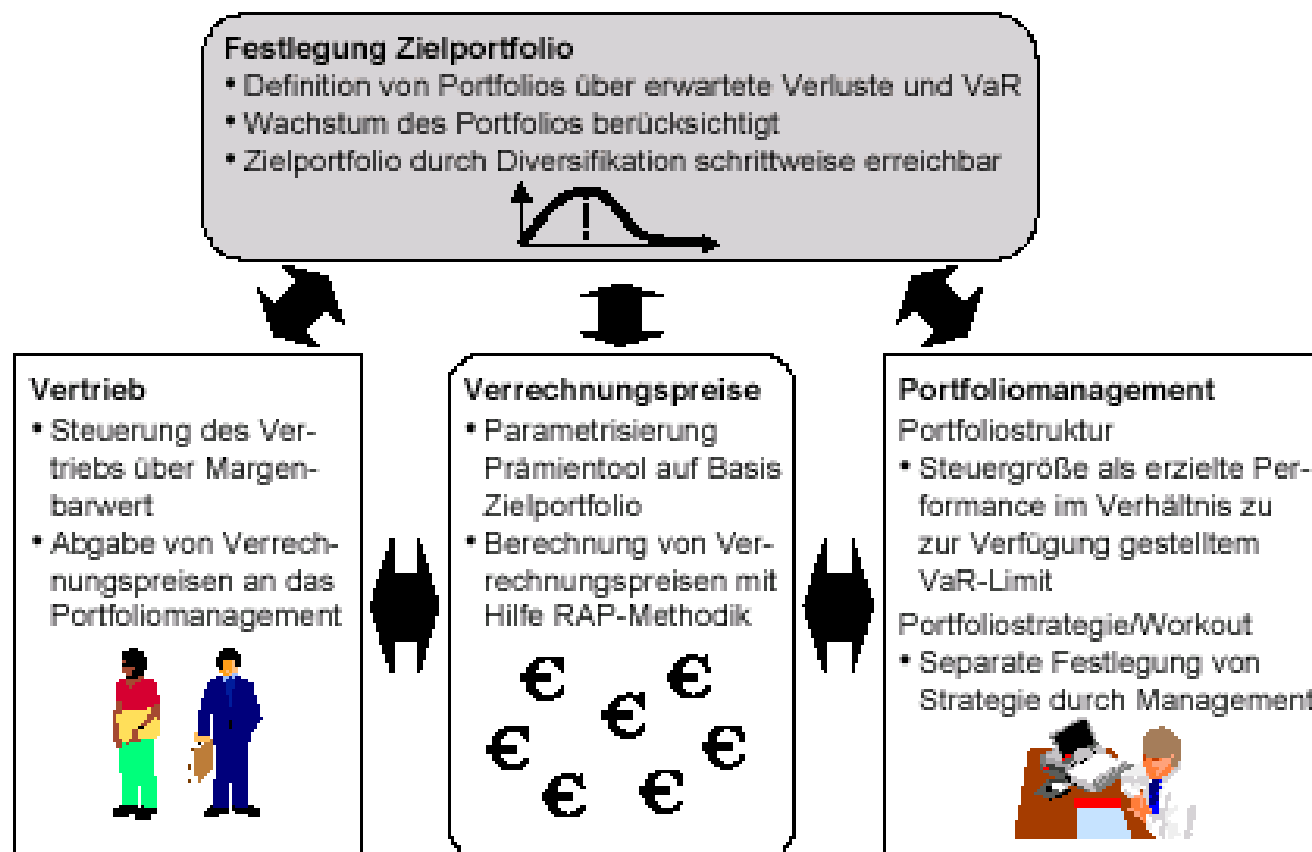 Festlegung Zielportfolio
• Definition von Portfolios über erwartete Verluste und VaR
• Wachstum des Portfolios berücksichtigt
• Zielportfolio durch Diversifikation schrittweise erreichbar
Vertrieb
• Steuerung des Ver-
triebs über Margen-
barwert
• Abgabe von Verrech-
nungspreisen an das
Portfoliomanagement
Verrechnungspreise
• Parametrisierung
Prämientool auf Basis
Zielportfolio
• Berechnung von Ver-
rechnungspreisen mit
Hilfe RAP-Methodik
€ € € € € € €
Portfoliomanagement
Portfoliostruktur
• Steuergröße als erzielte Per-
formance im Verhältnis zu
zur Verfügung gestelltem
VaR-Limit
Portfoliostrategie/Workout
• Separate Festlegung von
Strategie durch Management